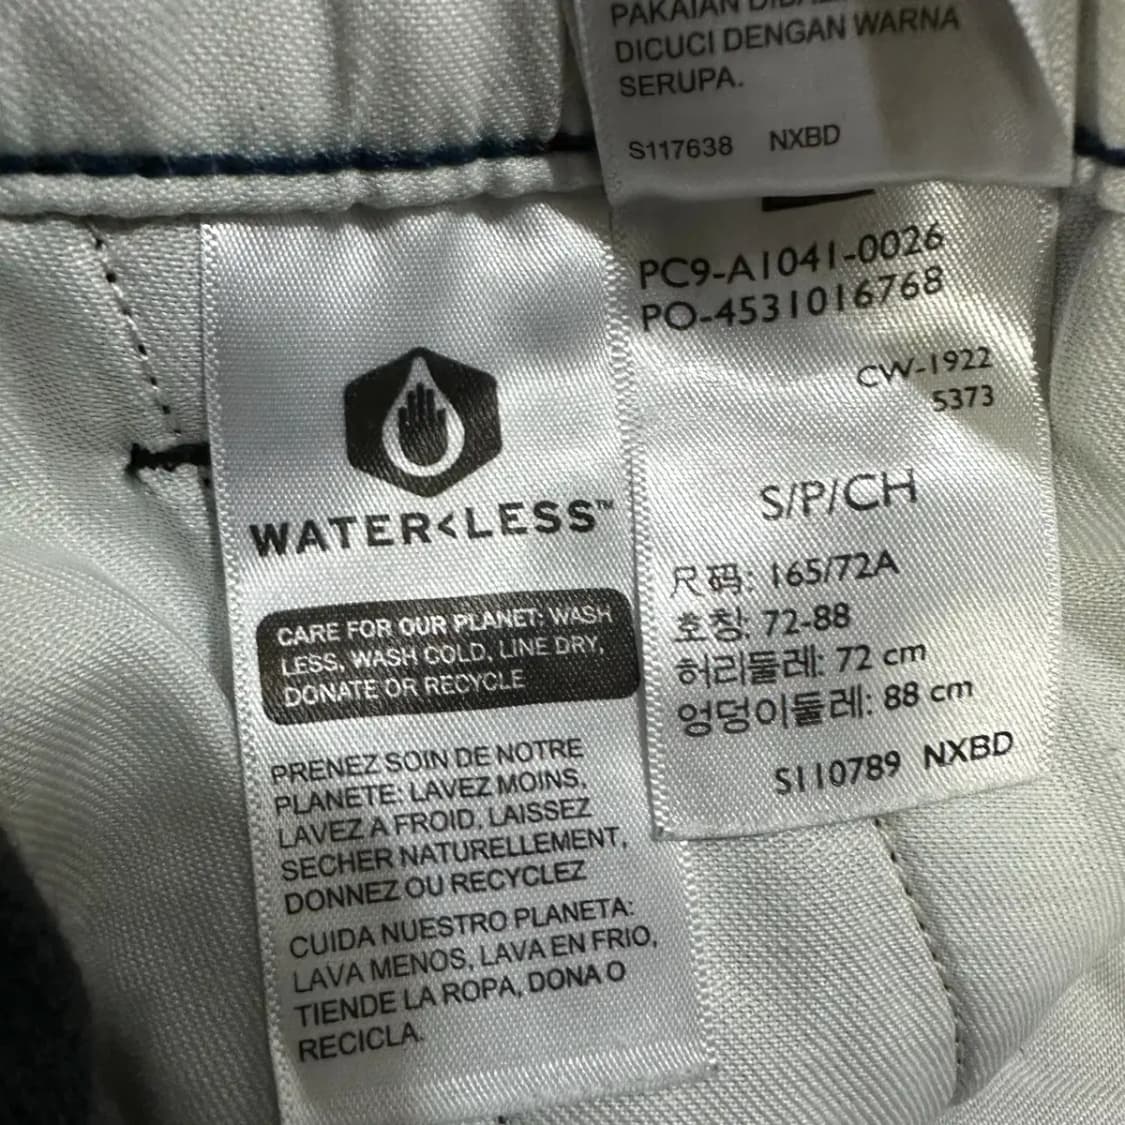 PAKAIAN
DICUCI DENGAN WARNA
SERUPA.
S117638 NXBD
PC9-A1041-0026
PO-4531016768
CW-1922
5373
S/P/CH
尺码: 165/72A
호칭: 72-88
허리둘레: 72 cm
엉덩이둘레: 88 cm
S110789 NXBD
WATER<LESS™
CARE FOR OUR PLANET: WASH
LESS, WASH COLD, LINE DRY,
DONATE OR RECYCLE
PRENEZ SOIN DE NOTRE
PLANETE: LAVEZ MOINS,
LAVEZ A FROID, LAISSEZ
SECHER NATURELLEMENT,
DONNEZ OU RECYCLEZ
CUIDA NUESTRO PLANETA:
LAVA MENOS, LAVA EN FRIO,
TIENDE LA ROPA, DONA O
RECICLA.